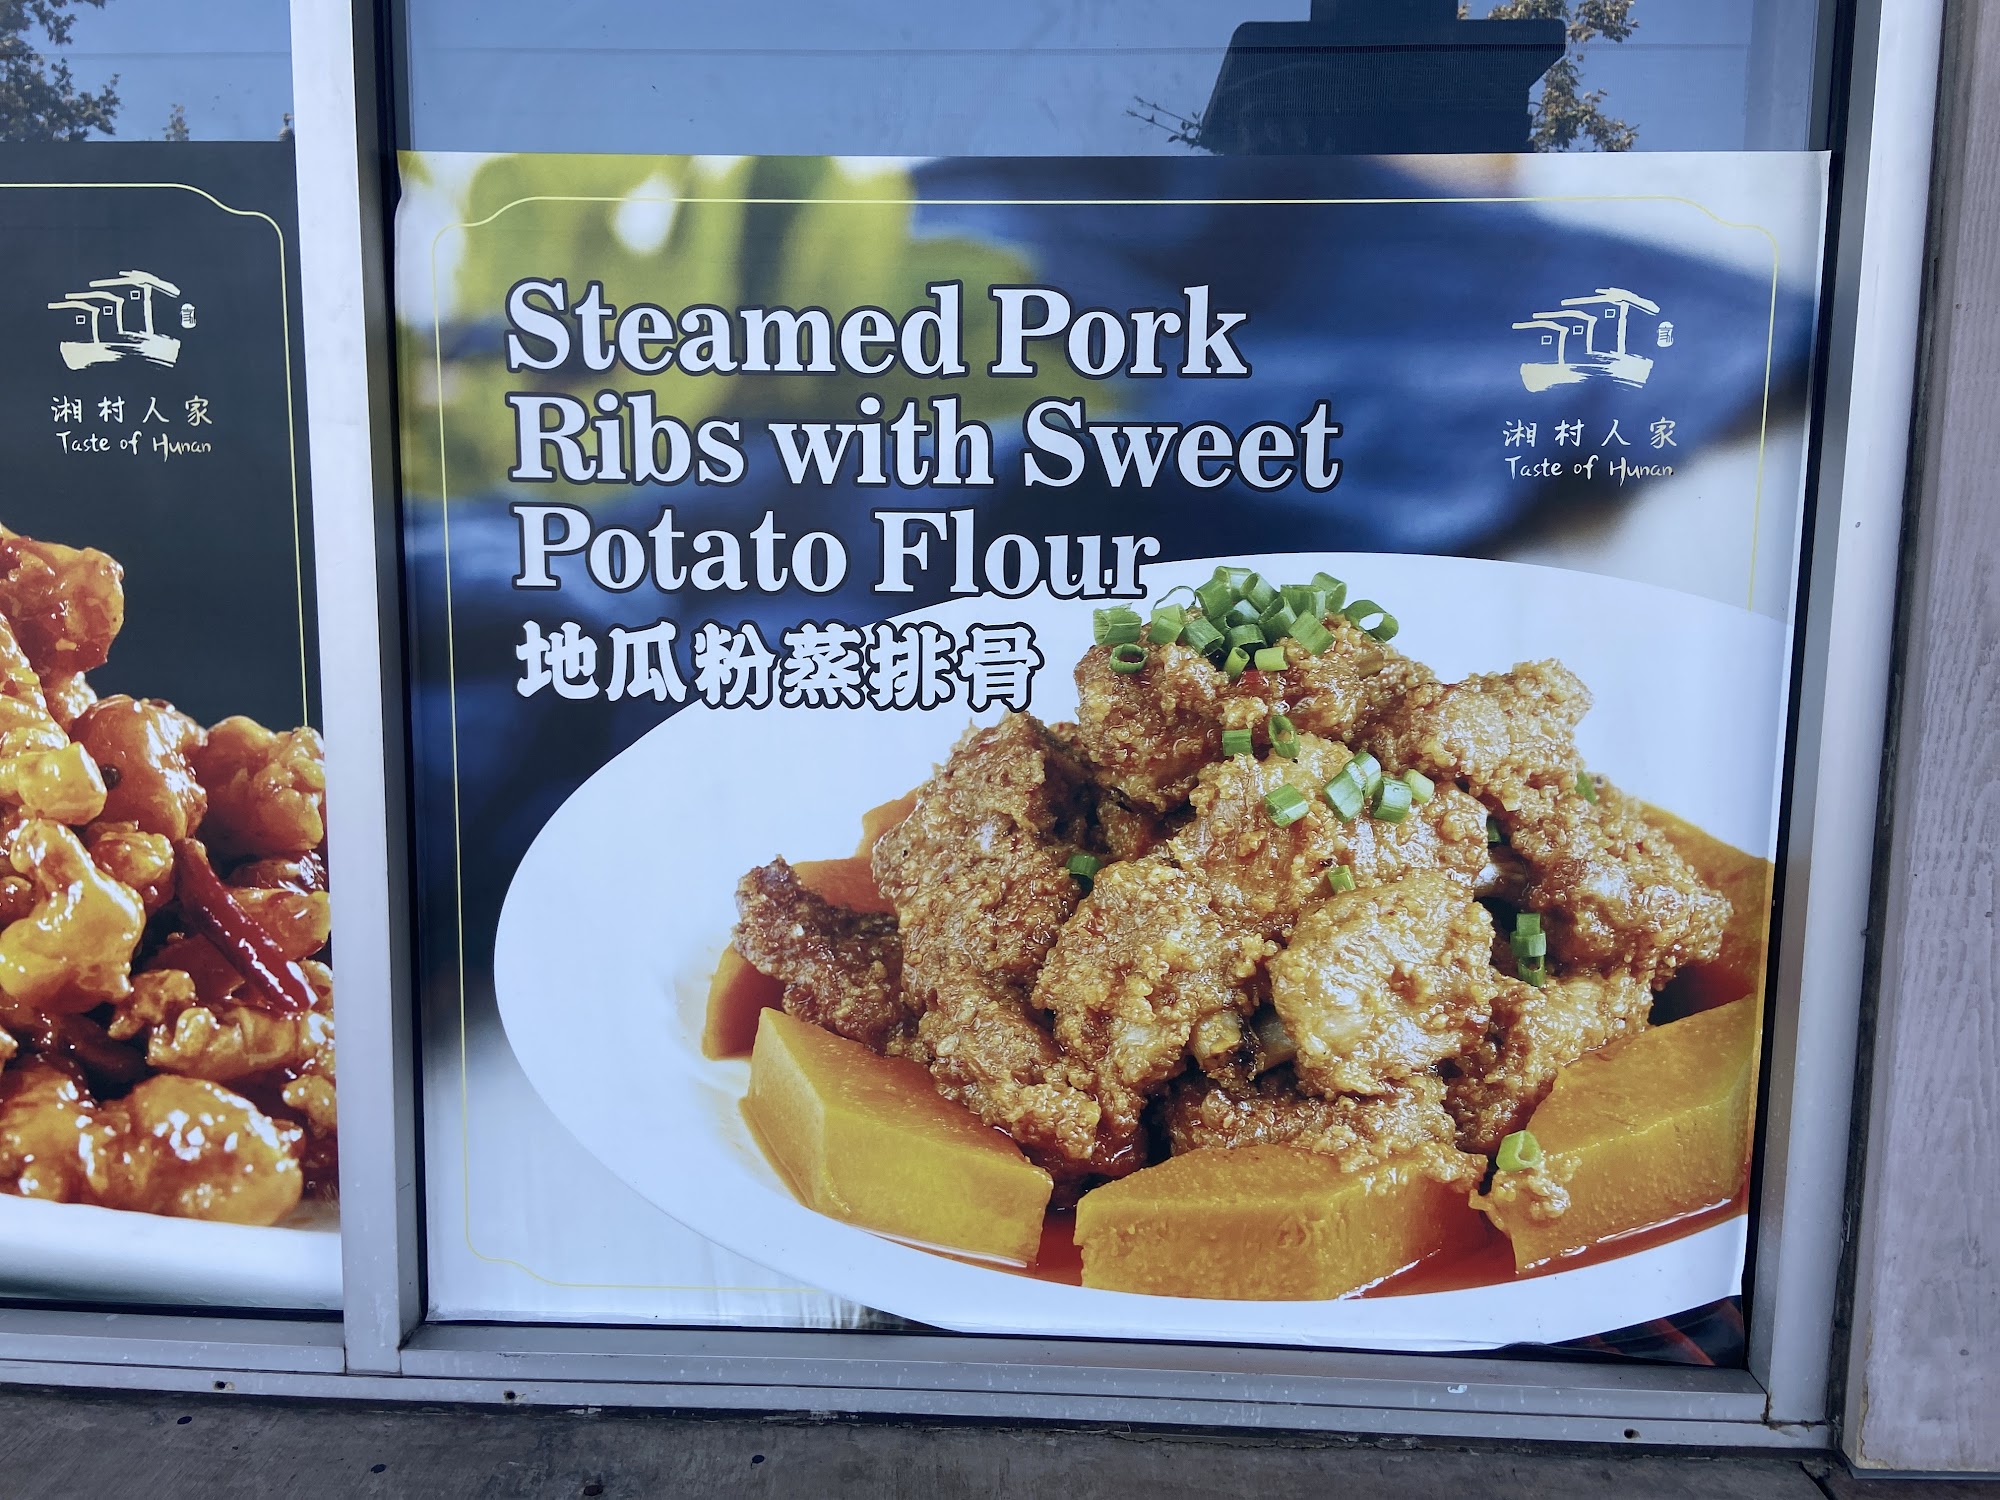 湘村人家
Taste of Hunan
Steamed Pork
Ribs with Sweet
Potato Flour
地瓜粉蒸排骨
湘村人家
Taste of Hunan